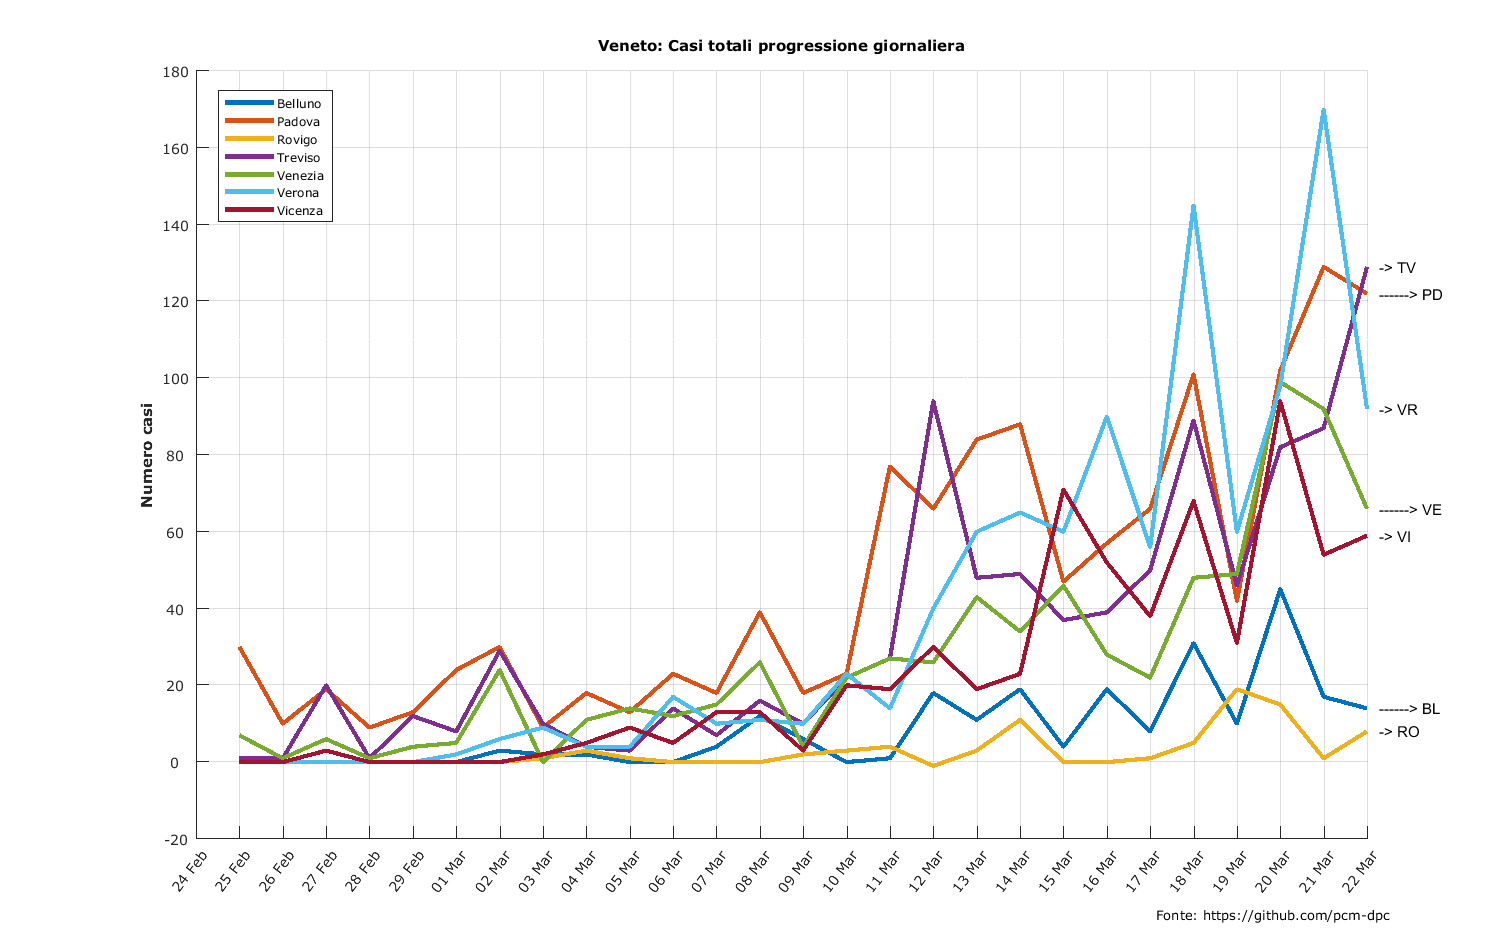 Veneto: Casi totali progressione giornaliera
180
160
140
120
100
80
60
40
20
0
-20
Numero casi
Belluno
Padova
Rovigo
Treviso
Venezia
Verona
Vicenza
-> TV
------> PD
-> VR
------> VE
-> VI
------> BL
-> RO
24 Feb
25 Feb
26 Feb
27 Feb
28 Feb
29 Feb
01 Mar
02 Mar
03 Mar
04 Mar
05 Mar
06 Mar
07 Mar
08 Mar
09 Mar
10 Mar
11 Mar
12 Mar
13 Mar
14 Mar
15 Mar
16 Mar
17 Mar
18 Mar
19 Mar
20 Mar
21 Mar
22 Mar
Fonte: https://github.com/pcm-dpc